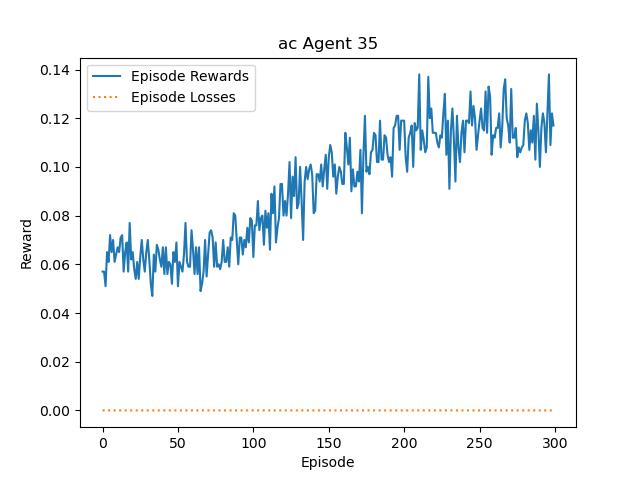 ac Agent 35
Episode Rewards
Episode Losses
0.14
0.12
0.10
0.08
0.06
0.04
0.02
0.00
Reward
0 50 100 150 200 250 300
Episode